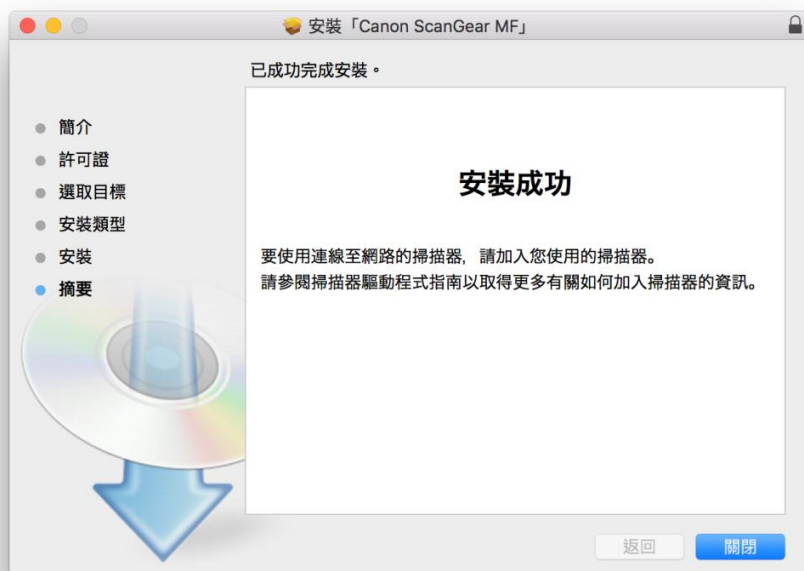 安裝「Canon ScanGear MF」
已成功完成安裝。
簡介
許可證
選取目標
安裝類型
安裝
摘要
安裝成功
要使用連線至網路的掃描器，請加入您使用的掃描器。
請參閱掃描器驅動程式指南以取得更多有關如何加入掃描器的資訊。
返回
關閉